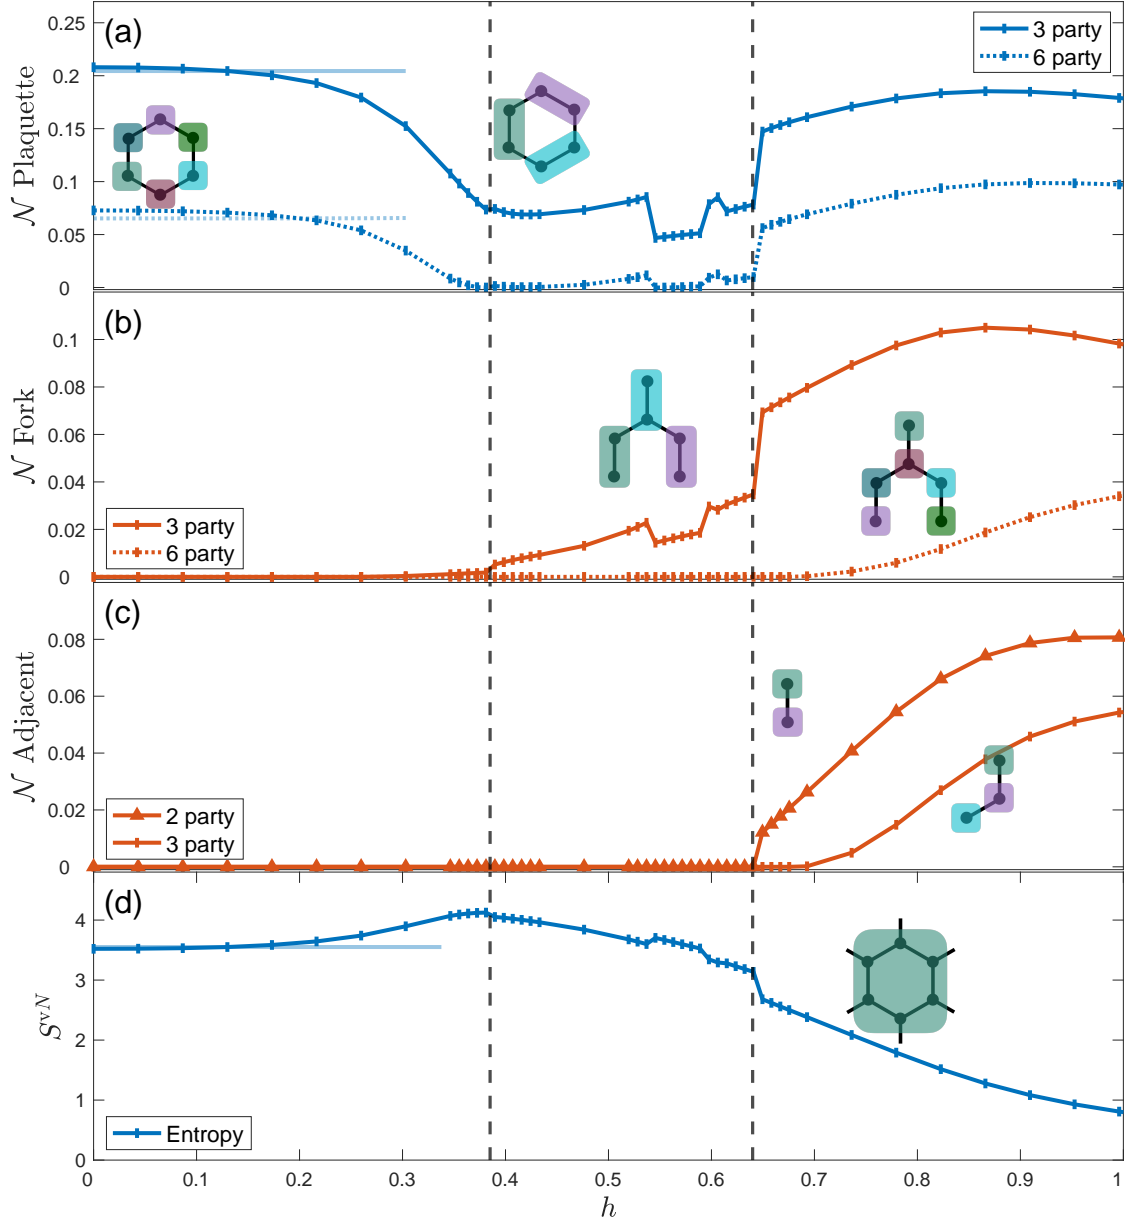 (a)
3 party
6 party
0.25
0.2
0.15
0.1
0.05
0
𝒩 Plaquette
(b)
0.1
0.08
0.06
0.04
0.02
0
𝒩 Fork
3 party
6 party
(c)
0.08
0.06
0.04
0.02
0
𝒩 Adjacent
2 party
3 party
(d)
4
3
2
1
0
S^{vN}
Entropy
0 0.1 0.2 0.3 0.4 0.5 0.6 0.7 0.8 0.9 1
h